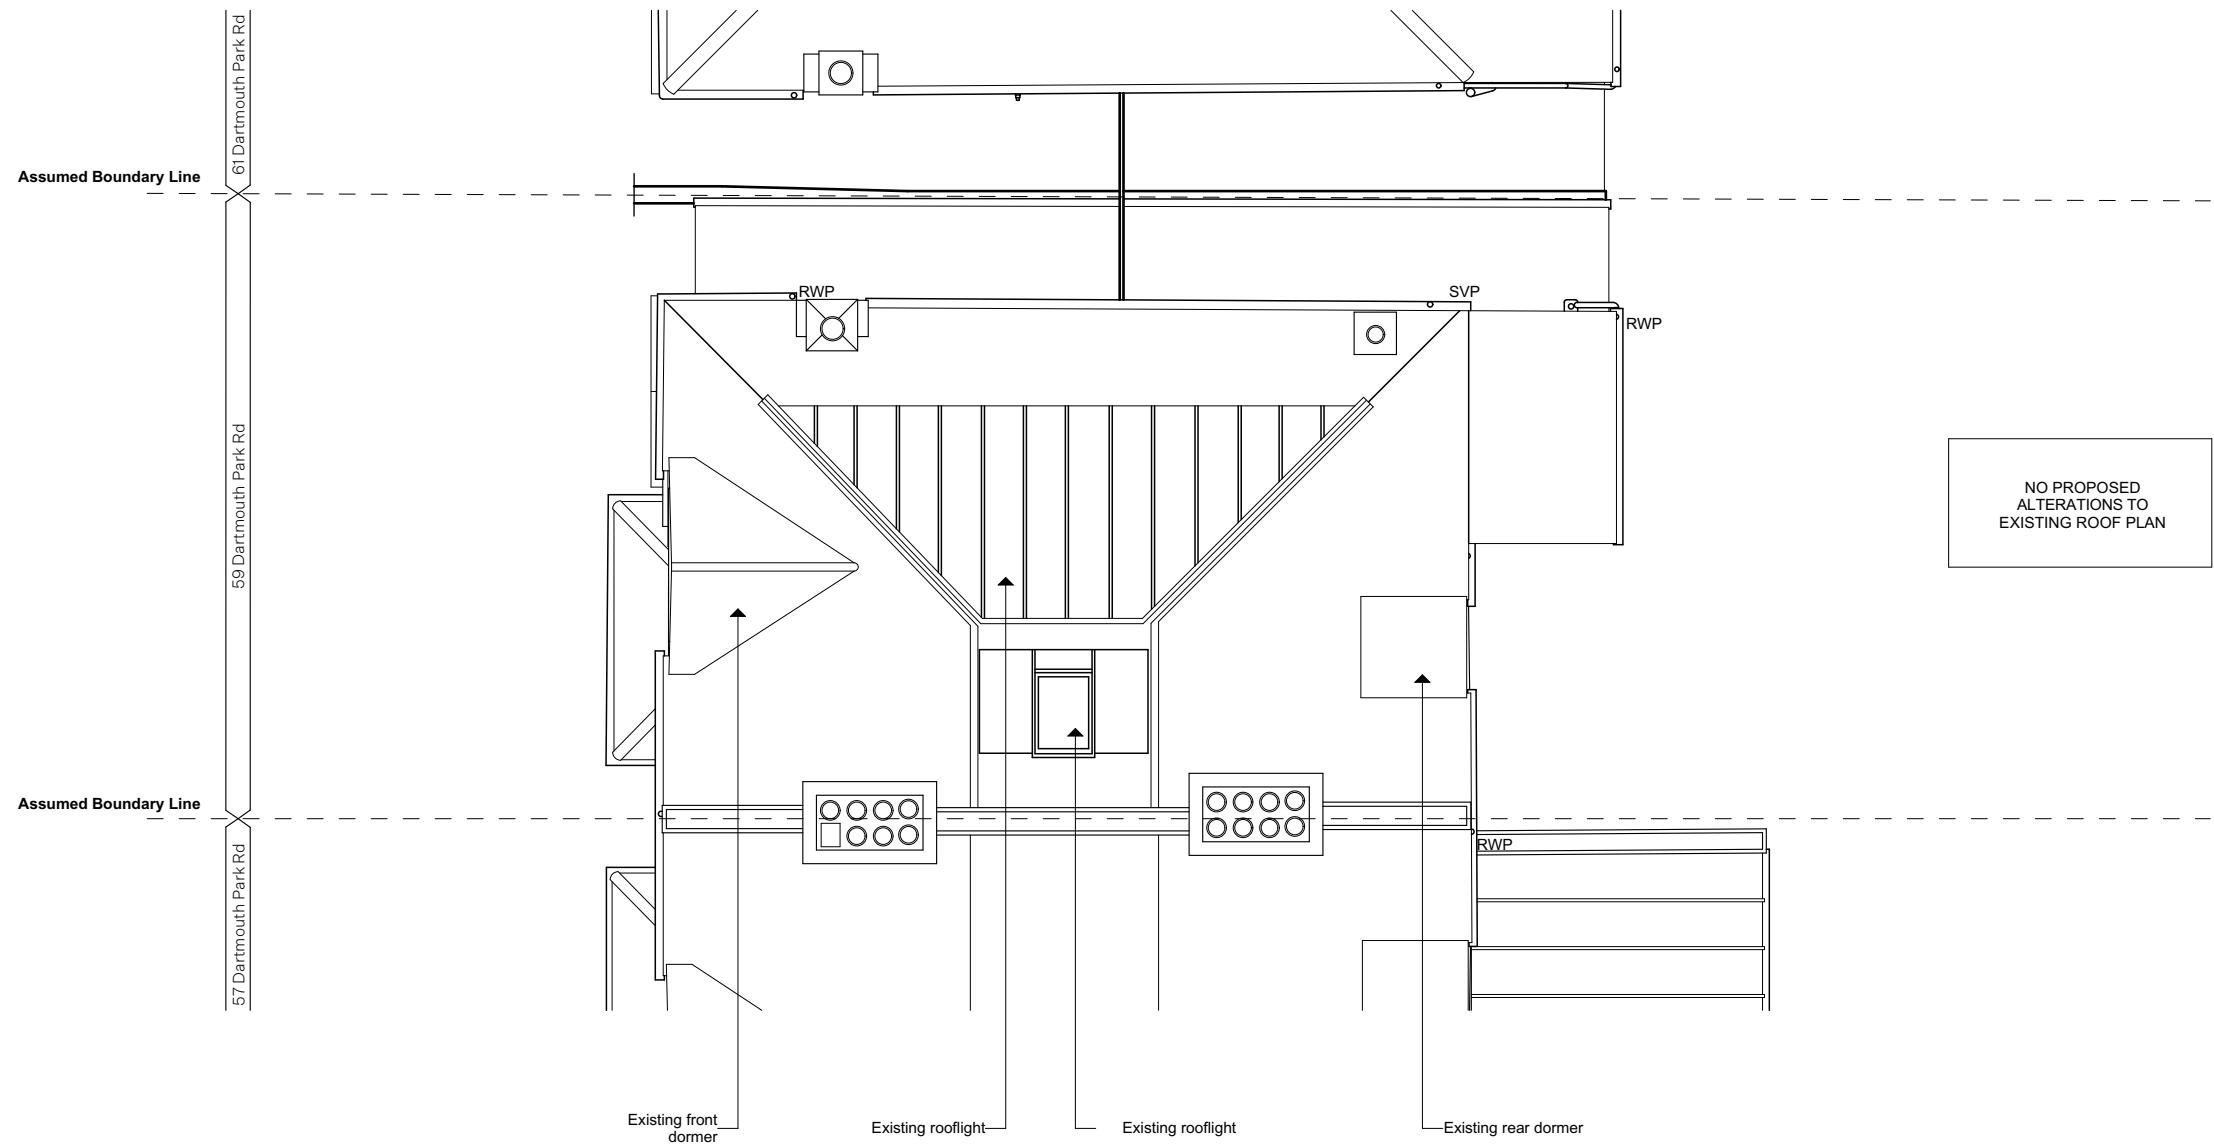 61 Dartmouth Park Rd
Assumed Boundary Line
RWP
SVP
RWP
59 Dartmouth Park Rd
NO PROPOSED
ALTERATIONS TO
EXISTING ROOF PLAN
Assumed Boundary Line
RWP
57 Dartmouth Park Rd
Existing front
dormer
Existing rooflight
Existing rooflight
Existing rear dormer